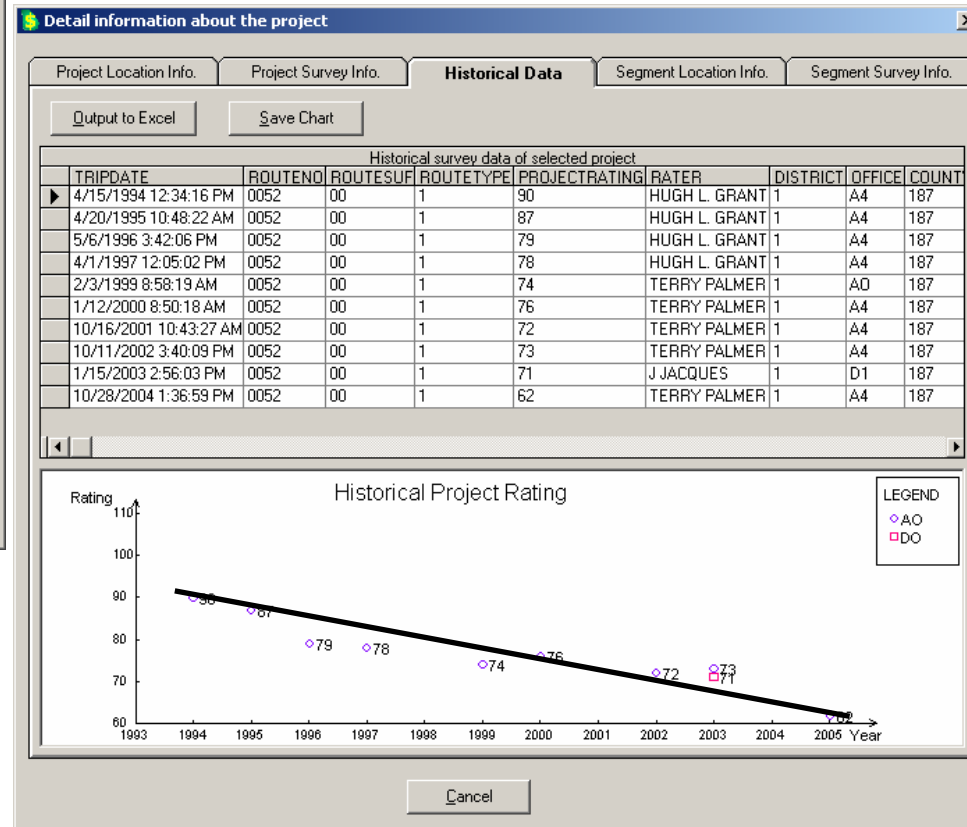 Detail information about the project
Project Location Info. Project Survey Info. Historical Data Segment Location Info. Segment Survey Info.
Output to Excel Save Chart
Historical survey data of selected project
TRIPDATE ROUTENO ROUTESUF ROUTETYPE PROJECTRATING RATER DISTRICT OFFICE COUNT
4/15/1994 12:34:16 PM 0052 00 1 90 HUGH L. GRANT 1 A4 187
4/20/1995 10:48:22 AM 0052 00 1 87 HUGH L. GRANT 1 A4 187
5/6/1996 3:42:06 PM 0052 00 1 79 HUGH L. GRANT 1 A4 187
4/1/1997 12:05:02 PM 0052 00 1 78 HUGH L. GRANT 1 A4 187
2/3/1999 8:58:19 AM 0052 00 1 74 TERRY PALMER 1 A0 187
1/12/2000 8:50:18 AM 0052 00 1 76 TERRY PALMER 1 A4 187
10/16/2001 10:43:27 AM 0052 00 1 72 TERRY PALMER 1 A4 187
10/11/2002 3:40:09 PM 0052 00 1 73 TERRY PALMER 1 A4 187
1/15/2003 2:56:03 PM 0052 00 1 71 J JACQUES 1 D1 187
10/28/2004 1:36:59 PM 0052 00 1 62 TERRY PALMER 1 A4 187
Historical Project Rating
Rating
LEGEND
AO
DO
110
100
90
80
70
60
90
87
79
78
74
76
72
73
71
62
1993 1994 1995 1996 1997 1998 1999 2000 2001 2002 2003 2004 2005 Year
Cancel